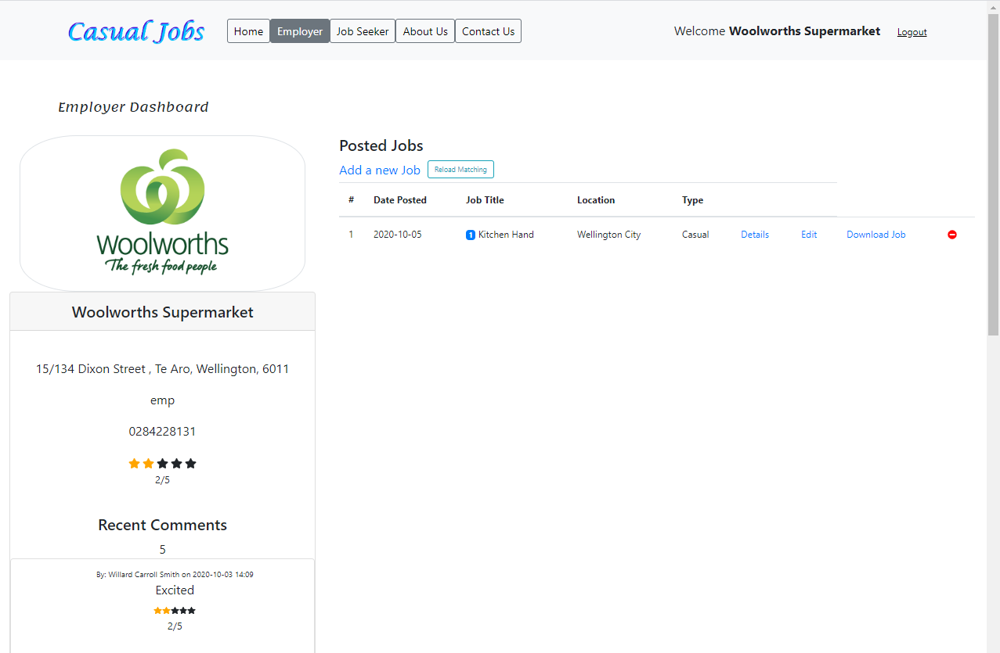 Casual Jobs Home Employer Job Seeker About Us Contact Us Welcome Woolworths Supermarket Logout
Employer Dashboard
Woolworths
The fresh food people
Woolworths Supermarket
15/134 Dixon Street , Te Aro, Wellington, 6011
emp
0284228131
2/5
Recent Comments
5
By: Willard Carroll Smith on 2020-10-03 14:09
Excited
2/5
Posted Jobs
Add a new Job Reload Matching
# Date Posted Job Title Location Type
1 2020-10-05 1 Kitchen Hand Wellington City Casual Details Edit Download Job